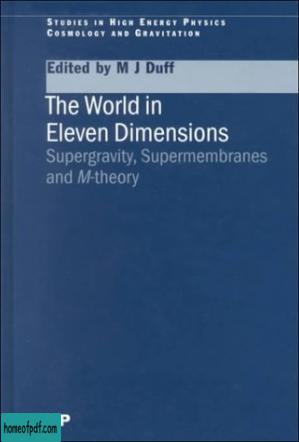 STUDIES IN HIGH ENERGY PHYSICS
COSMOLOGY AND GRAVITATION
Edited by M J Duff
The World in
Eleven Dimensions
Supergravity, Supermembranes
and M-theory
P
homeofpdf.com